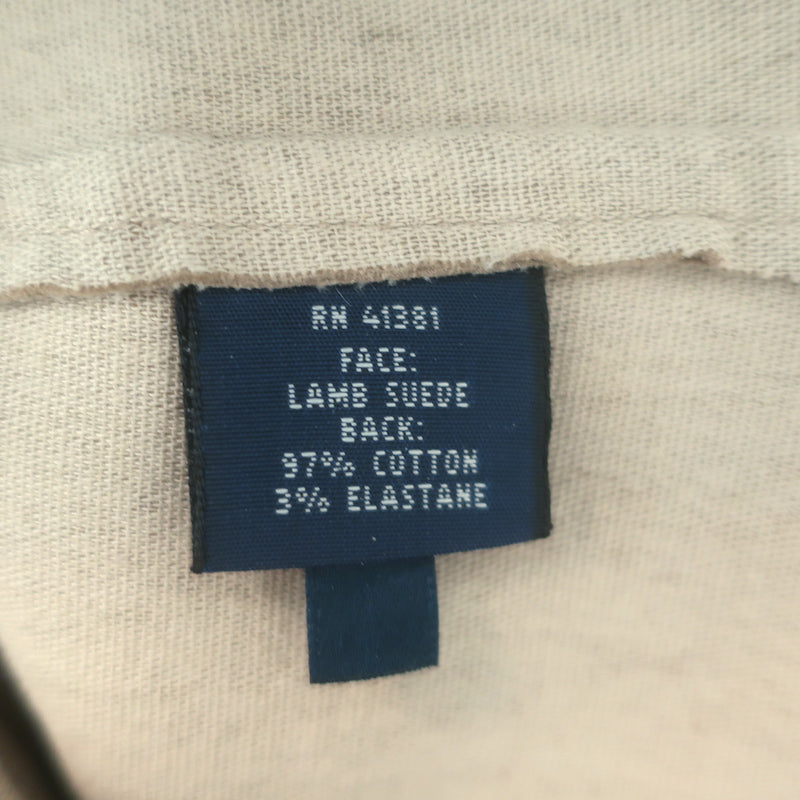 RN 41381
FACE:
LAMB SUEDE
BACK:
97% COTTON
3% ELASTANE